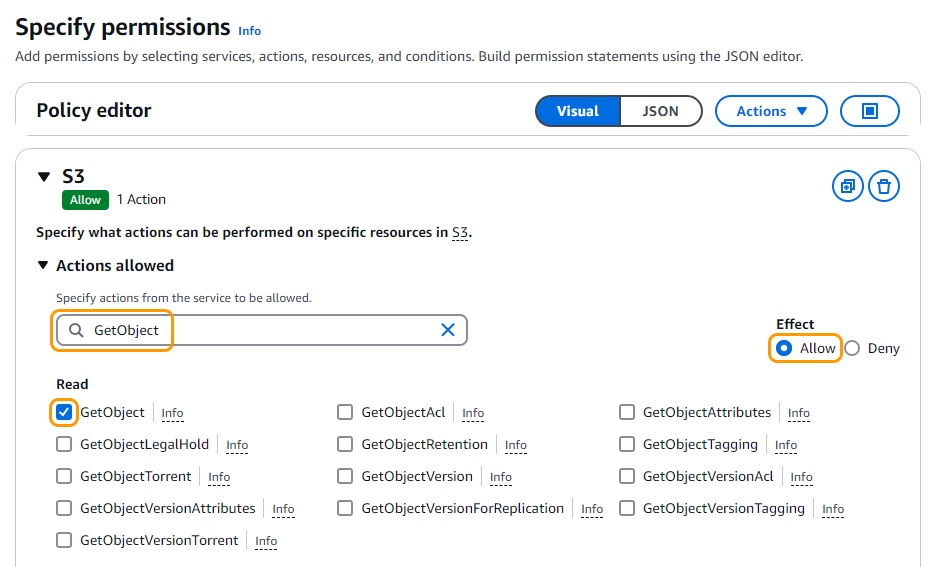 Specify permissions Info
Add permissions by selecting services, actions, resources, and conditions. Build permission statements using the JSON editor.
Policy editor Visual JSON Actions
S3
Allow 1 Action
Specify what actions can be performed on specific resources in S3.
Actions allowed
Specify actions from the service to be allowed.
GetObject
Effect
Allow Deny
Read
GetObject Info GetObjectAcl Info GetObjectAttributes Info
GetObjectLegalHold Info GetObjectRetention Info GetObjectTagging Info
GetObjectTorrent Info GetObjectVersion Info GetObjectVersionAcl Info
GetObjectVersionAttributes Info GetObjectVersionForReplication Info GetObjectVersionTagging Info
GetObjectVersionTorrent Info